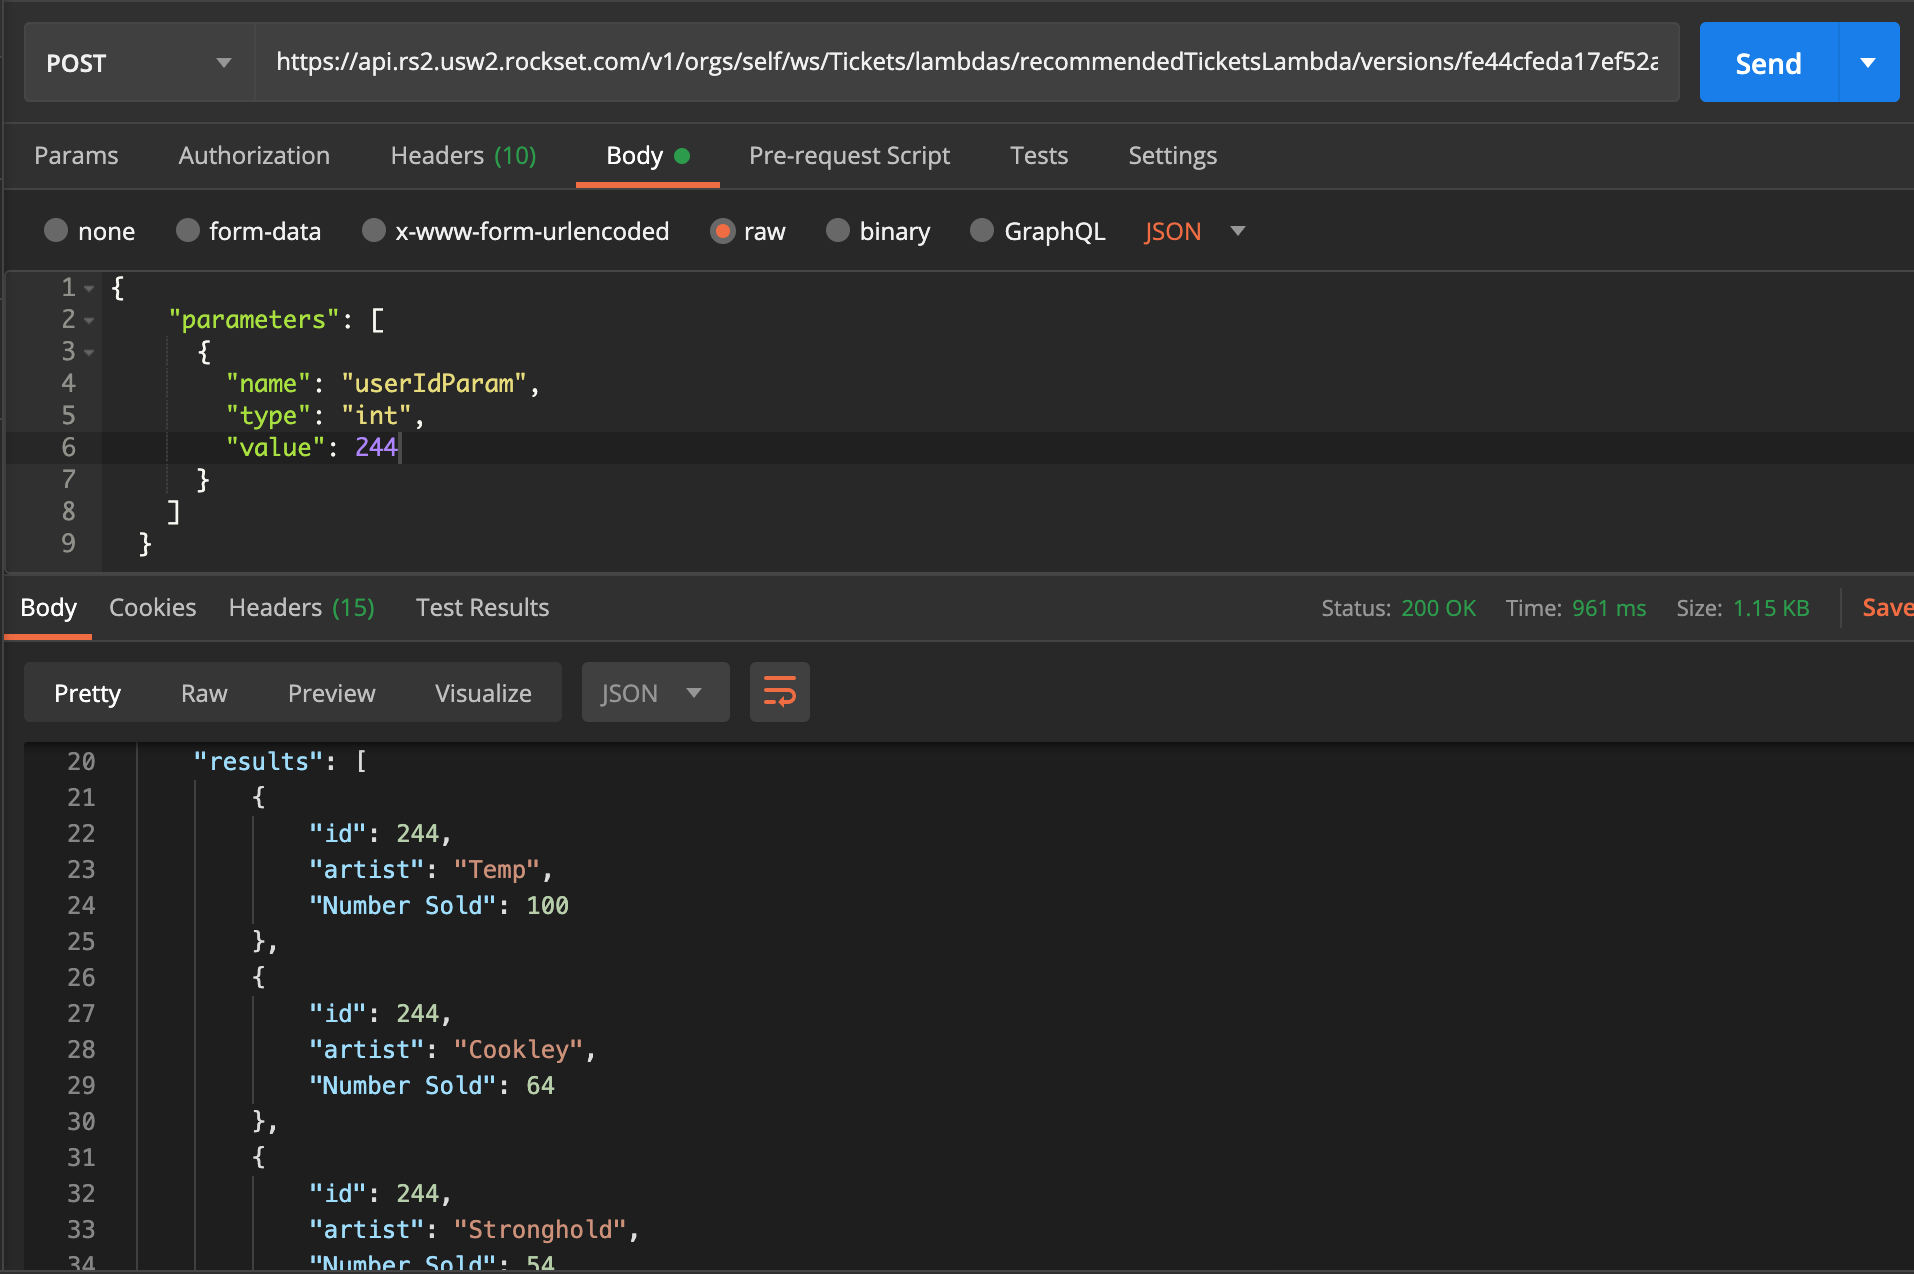 POST https://api.rs2.usw2.rockset.com/v1/orgs/self/ws/Tickets/lambdas/recommendedTicketsLambda/versions/fe44cfeda17ef52a Send
Params Authorization Headers (10) Body Pre-request Script Tests Settings
none form-data x-www-form-urlencoded raw binary GraphQL JSON
1 {
2 "parameters": [
3 {
4 "name": "userIdParam",
5 "type": "int",
6 "value": 244
7 }
8 ]
9 }
Body Cookies Headers (15) Test Results Status: 200 OK Time: 961 ms Size: 1.15 KB Save
Pretty Raw Preview Visualize JSON
20 "results": [
21 {
22 "id": 244,
23 "artist": "Temp",
24 "Number Sold": 100
25 },
26 {
27 "id": 244,
28 "artist": "Cookley",
29 "Number Sold": 64
30 },
31 {
32 "id": 244,
33 "artist": "Stronghold",
34 "Number Sold": 54